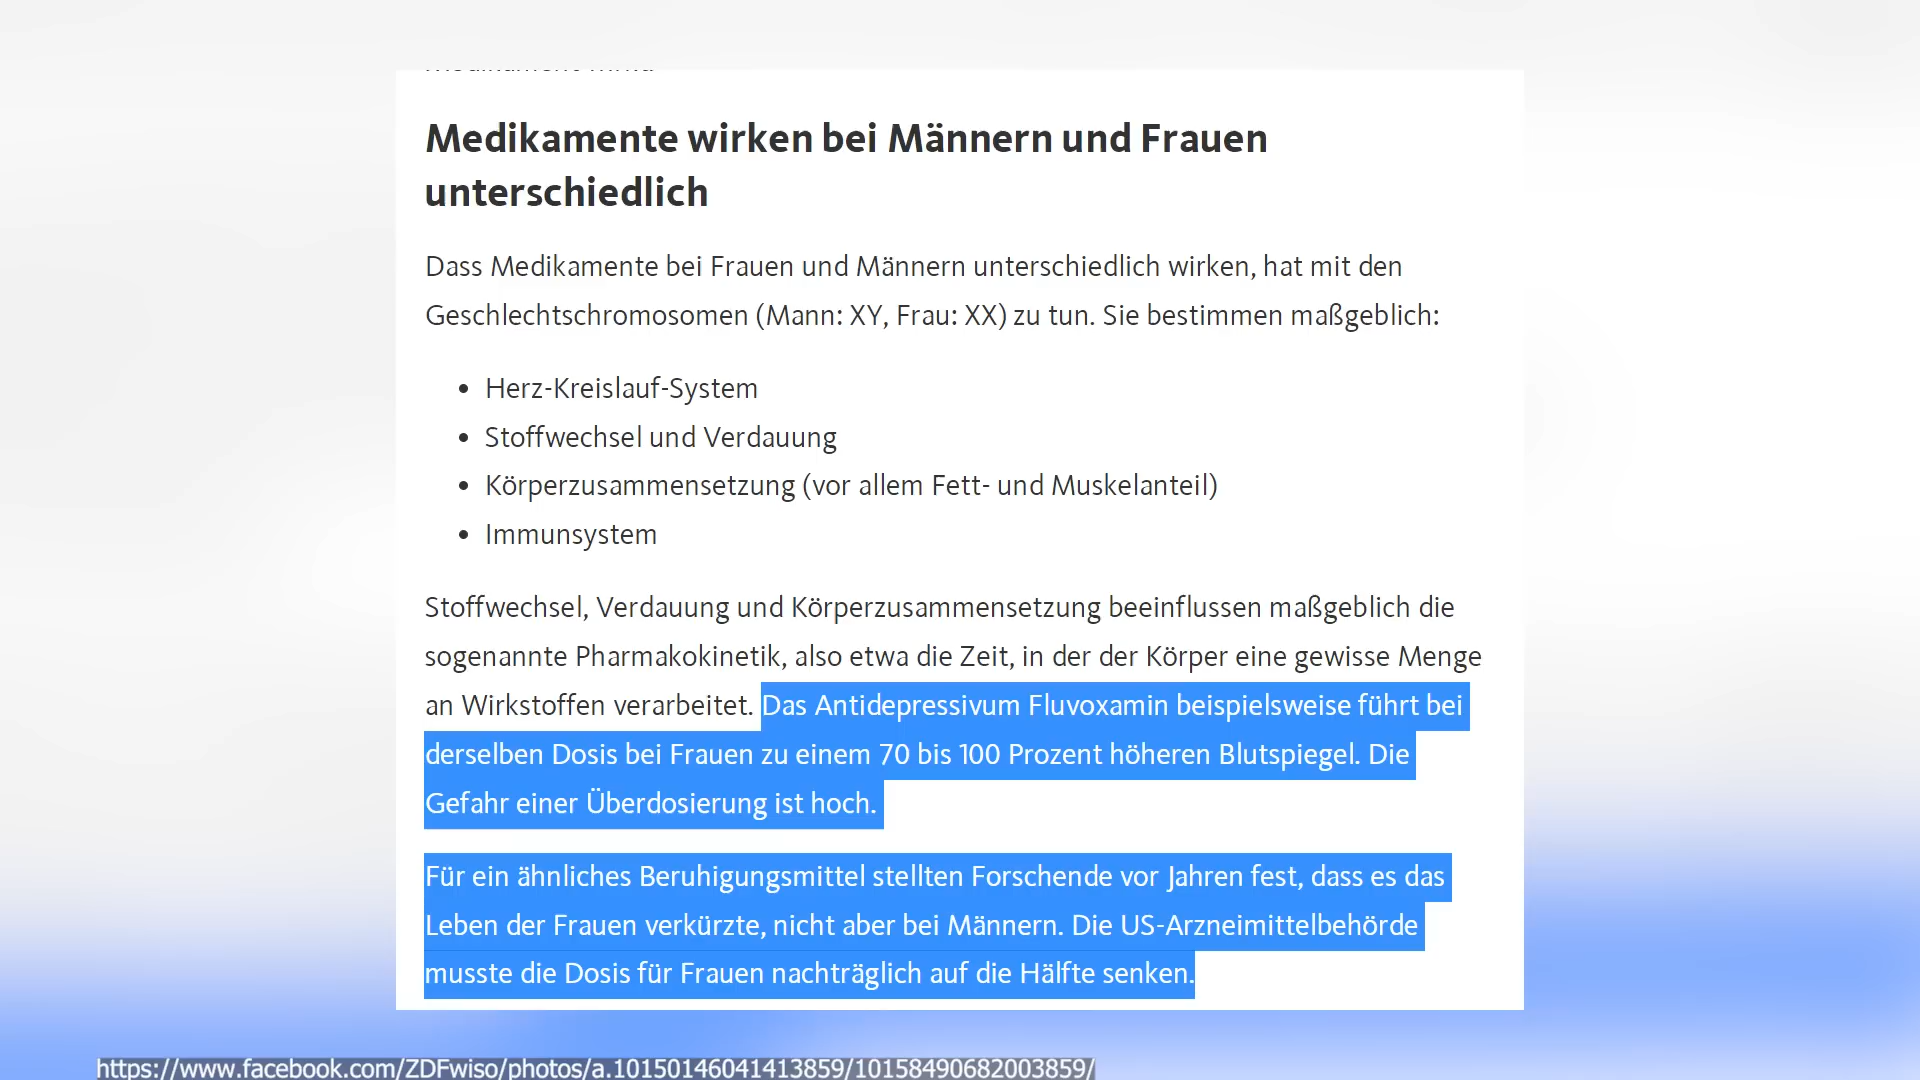 Medikamente wirken bei Männern und Frauen
unterschiedlich
Dass Medikamente bei Frauen und Männern unterschiedlich wirken, hat mit den
Geschlechtschromosomen (Mann: XY, Frau: XX) zu tun. Sie bestimmen maßgeblich:
• Herz-Kreislauf-System
• Stoffwechsel und Verdauung
• Körperzusammensetzung (vor allem Fett- und Muskelanteil)
• Immunsystem
Stoffwechsel, Verdauung und Körperzusammensetzung beeinflussen maßgeblich die
sogenannte Pharmakokinetik, also etwa die Zeit, in der der Körper eine gewisse Menge
an Wirkstoffen verarbeitet. Das Antidepressivum Fluvoxamin beispielsweise führt bei
derselben Dosis bei Frauen zu einem 70 bis 100 Prozent höheren Blutspiegel. Die
Gefahr einer Überdosierung ist hoch.
Für ein ähnliches Beruhigungsmittel stellten Forschende vor Jahren fest, dass es das
Leben der Frauen verkürzte, nicht aber bei Männern. Die US-Arzneimittelbehörde
musste die Dosis für Frauen nachträglich auf die Hälfte senken.
https://www.facebook.com/ZDFwiso/photos/a.10150146041413859/10158490682003859/